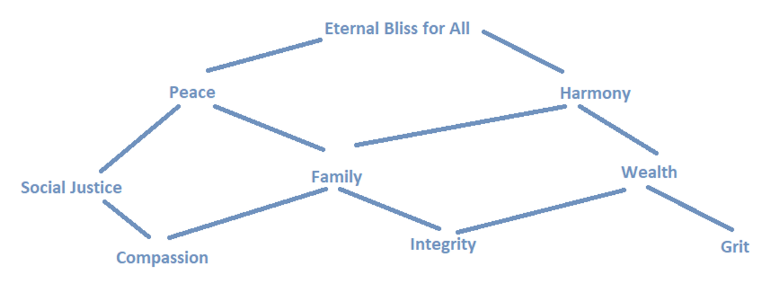 Eternal Bliss for All
Peace
Harmony
Social Justice
Family
Wealth
Compassion
Integrity
Grit